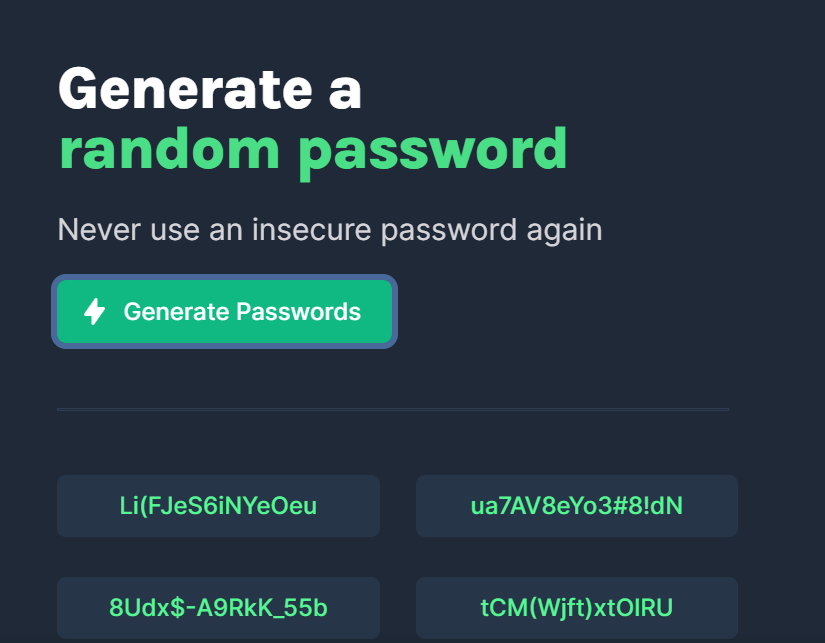 Generate a
random password
Never use an insecure password again
Generate Passwords
Li(FJeS6iNYeOeu
ua7AV8eYo3#8!dN
8Udx$-A9RkK_55b
tCM(Wjft)xtOIRU